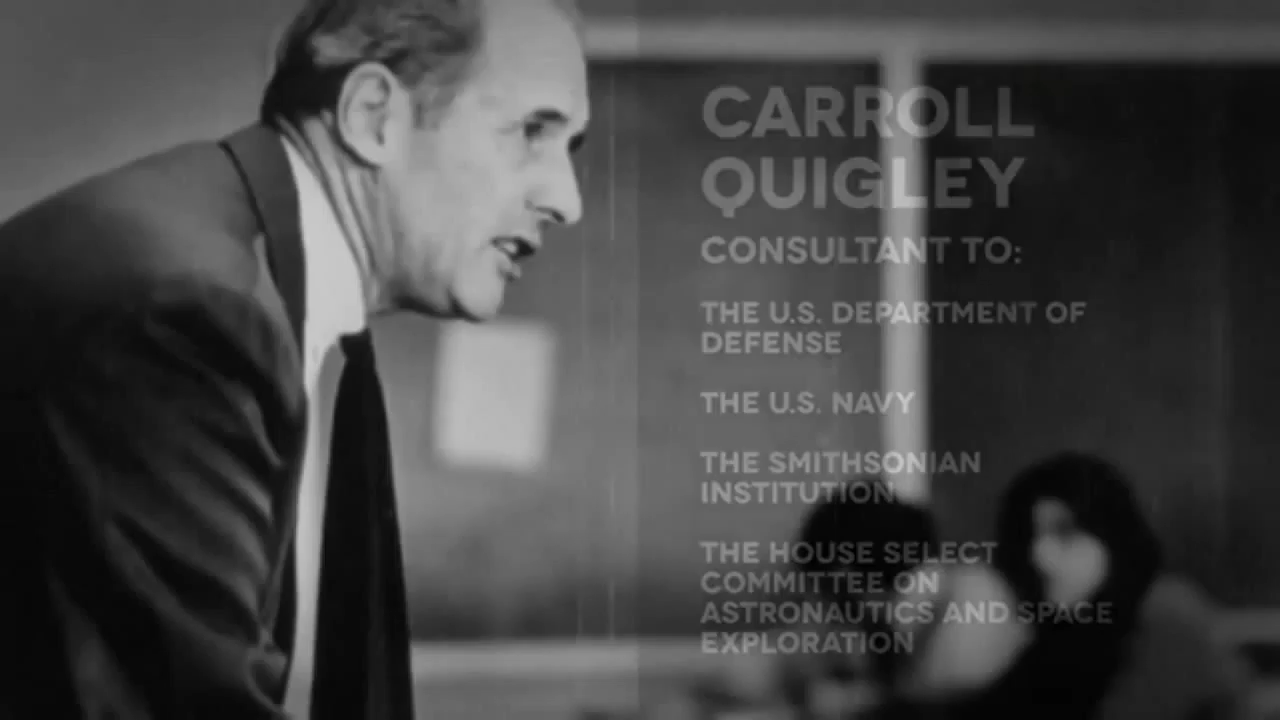 CARROLL
QUIGLEY
CONSULTANT TO:
THE U.S. DEPARTMENT OF
DEFENSE
THE U.S. NAVY
THE SMITHSONIAN
INSTITUTION
THE HOUSE SELECT
COMMITTEE ON
ASTRONAUTICS AND SPACE
EXPLORATION